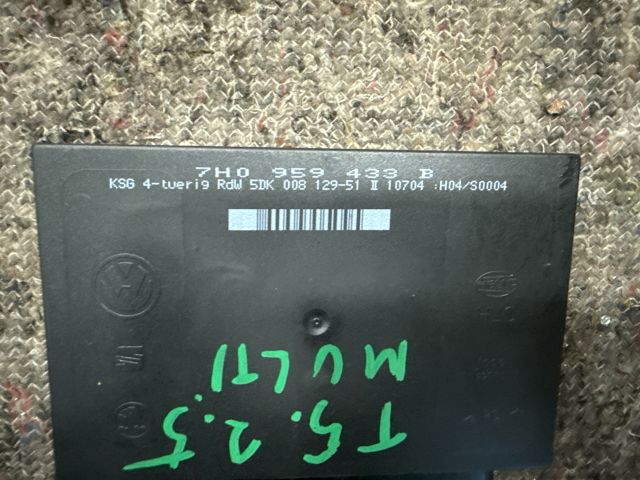 7H0 959 433 B
KSG 4-tuerig RdW 5DK 008 129-51 II 10704 :H04/S0004
T5. 2.5
MULTI